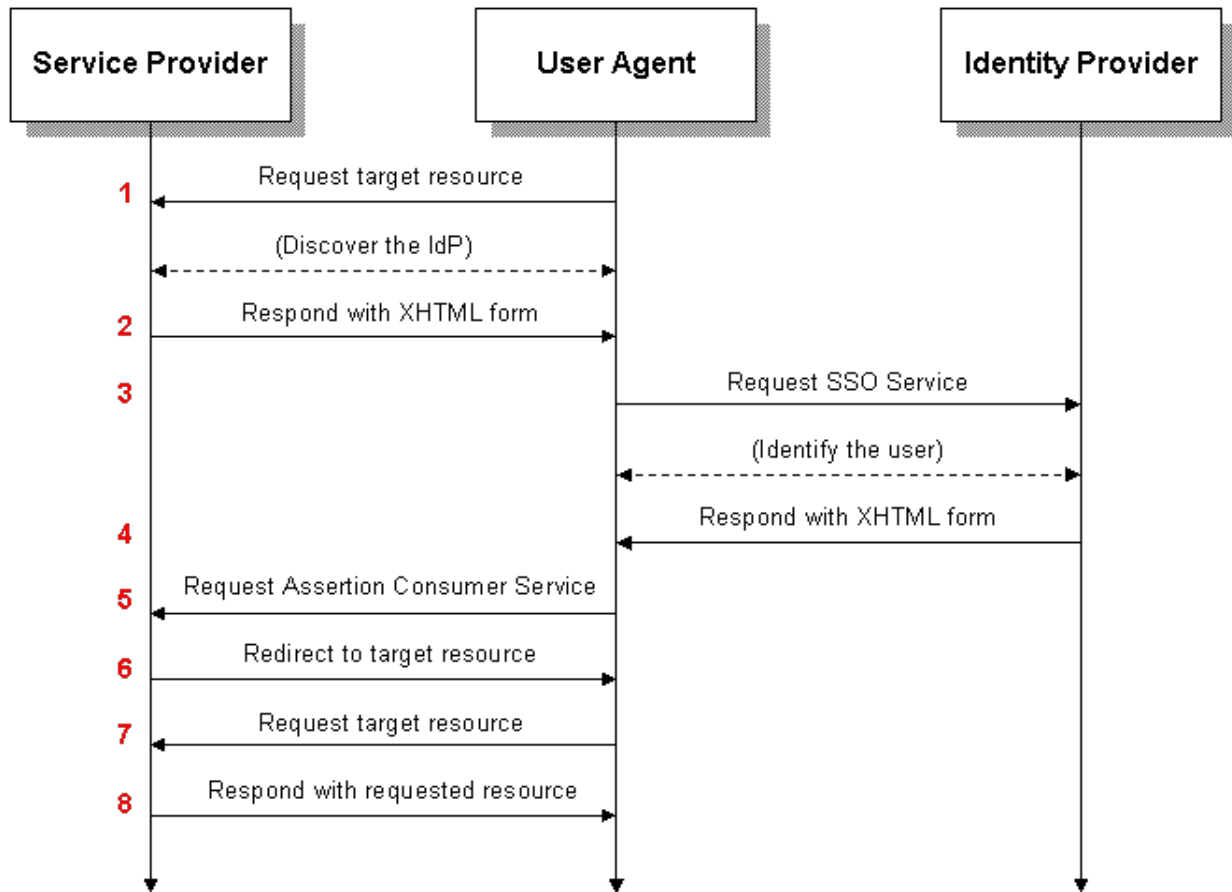 Service Provider
User Agent
Identity Provider
Request target resource
1
(Discover the IdP)
Respond with XHTML form
2
Request SSO Service
3
(Identify the user)
Respond with XHTML form
4
Request Assertion Consumer Service
5
Redirect to target resource
6
Request target resource
7
Respond with requested resource
8